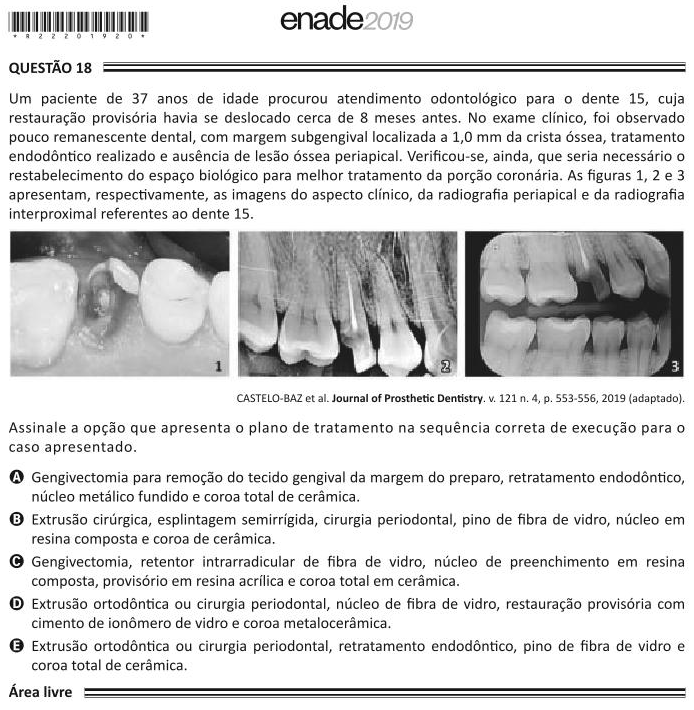 enade2019
*R222201920*
QUESTÃO 18
Um paciente de 37 anos de idade procurou atendimento odontológico para o dente 15, cuja
restauração provisória havia se deslocado cerca de 8 meses antes. No exame clínico, foi observado
pouco remanescente dental, com margem subgengival localizada a 1,0 mm da crista óssea, tratamento
endodôntico realizado e ausência de lesão óssea periapical. Verificou-se, ainda, que seria necessário o
restabelecimento do espaço biológico para melhor tratamento da porção coronária. As figuras 1, 2 e 3
apresentam, respectivamente, as imagens do aspecto clínico, da radiografia periapical e da radiografia
interproximal referentes ao dente 15.
1
2
3
CASTELO-BAZ et al. Journal of Prosthetic Dentistry. v. 121 n. 4, p. 553-556, 2019 (adaptado).
Assinale a opção que apresenta o plano de tratamento na sequência correta de execução para o
caso apresentado.
A Gengivectomia para remoção do tecido gengival da margem do preparo, retratamento endodôntico,
núcleo metálico fundido e coroa total de cerâmica.
B Extrusão cirúrgica, esplintagem semirrígida, cirurgia periodontal, pino de fibra de vidro, núcleo em
resina composta e coroa de cerâmica.
C Gengivectomia, retentor intrarradicular de fibra de vidro, núcleo de preenchimento em resina
composta, provisório em resina acrílica e coroa total em cerâmica.
D Extrusão ortodôntica ou cirurgia periodontal, núcleo de fibra de vidro, restauração provisória com
cimento de ionômero de vidro e coroa metalocerâmica.
E Extrusão ortodôntica ou cirurgia periodontal, retratamento endodôntico, pino de fibra de vidro e
coroa total de cerâmica.
Área livre